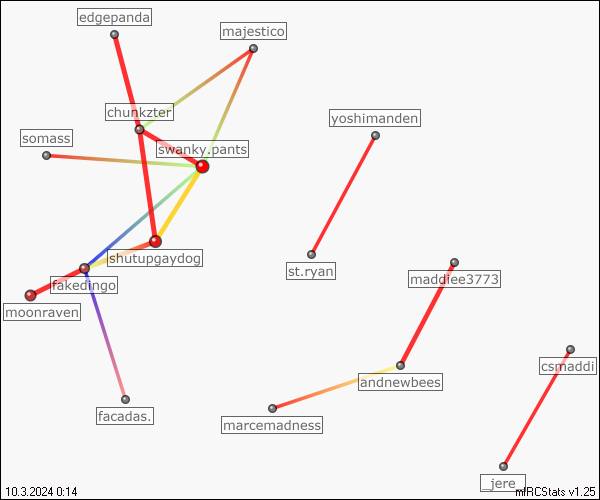 edgepanda
majestico
chunkzter
yoshimanden
somass
swanky.pants
shutupgaydog
st.ryan
maddiee3773
fakedingo
moonraven
csmaddi
andnewbees
facadas.
marcemadness
_jere_
10.3.2024 0:14
mIRCStats v1.25